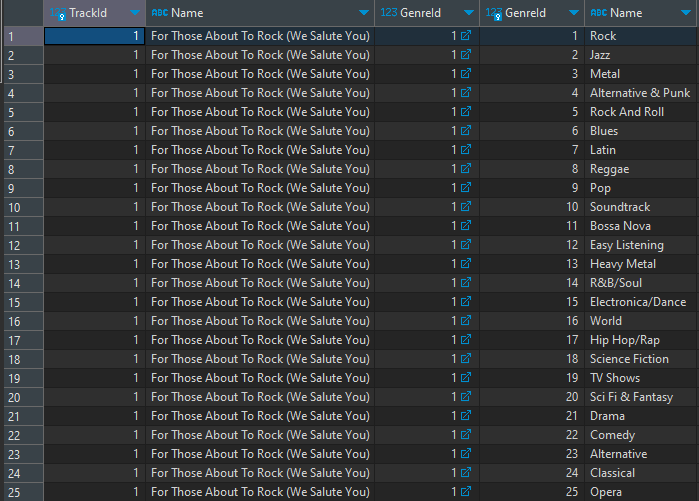 123 TrackId ABC Name 123 GenreId 123 GenreId ABC Name
1 1 For Those About To Rock (We Salute You) 1 1 Rock
2 1 For Those About To Rock (We Salute You) 1 2 Jazz
3 1 For Those About To Rock (We Salute You) 1 3 Metal
4 1 For Those About To Rock (We Salute You) 1 4 Alternative & Punk
5 1 For Those About To Rock (We Salute You) 1 5 Rock And Roll
6 1 For Those About To Rock (We Salute You) 1 6 Blues
7 1 For Those About To Rock (We Salute You) 1 7 Latin
8 1 For Those About To Rock (We Salute You) 1 8 Reggae
9 1 For Those About To Rock (We Salute You) 1 9 Pop
10 1 For Those About To Rock (We Salute You) 1 10 Soundtrack
11 1 For Those About To Rock (We Salute You) 1 11 Bossa Nova
12 1 For Those About To Rock (We Salute You) 1 12 Easy Listening
13 1 For Those About To Rock (We Salute You) 1 13 Heavy Metal
14 1 For Those About To Rock (We Salute You) 1 14 R&B/Soul
15 1 For Those About To Rock (We Salute You) 1 15 Electronica/Dance
16 1 For Those About To Rock (We Salute You) 1 16 World
17 1 For Those About To Rock (We Salute You) 1 17 Hip Hop/Rap
18 1 For Those About To Rock (We Salute You) 1 18 Science Fiction
19 1 For Those About To Rock (We Salute You) 1 19 TV Shows
20 1 For Those About To Rock (We Salute You) 1 20 Sci Fi & Fantasy
21 1 For Those About To Rock (We Salute You) 1 21 Drama
22 1 For Those About To Rock (We Salute You) 1 22 Comedy
23 1 For Those About To Rock (We Salute You) 1 23 Alternative
24 1 For Those About To Rock (We Salute You) 1 24 Classical
25 1 For Those About To Rock (We Salute You) 1 25 Opera